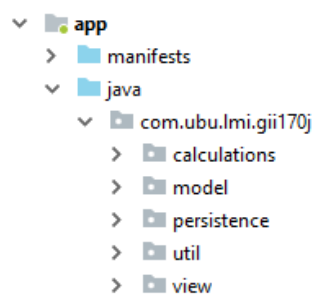 app
manifests
java
com.ubu.lmi.gii170j
calculations
model
persistence
util
view